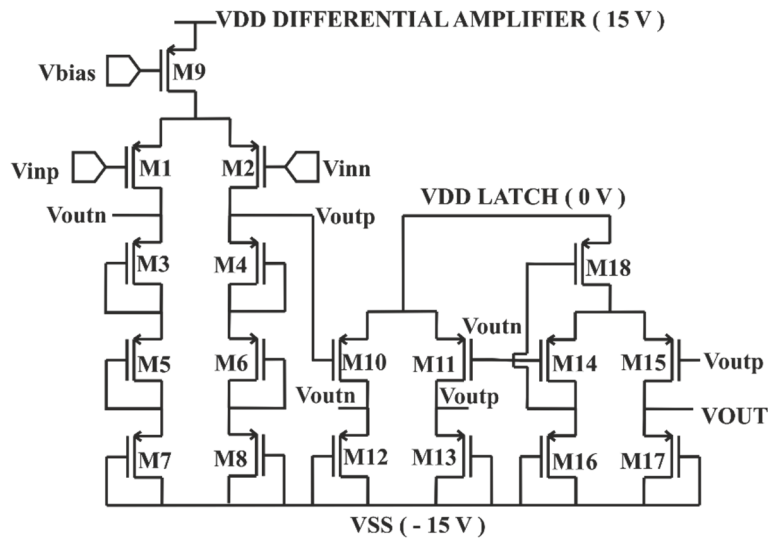 VDD DIFFERENTIAL AMPLIFIER ( 15 V )
Vbias
M9
Vinp
M1
M2
Vinn
Voutn
Voutp
VDD LATCH ( 0 V )
M3
M4
M18
Voutn
M5
M6
M10
M11
M14
M15
Voutp
Voutn
Voutp
VOUT
M7
M8
M12
M13
M16
M17
VSS ( - 15 V )